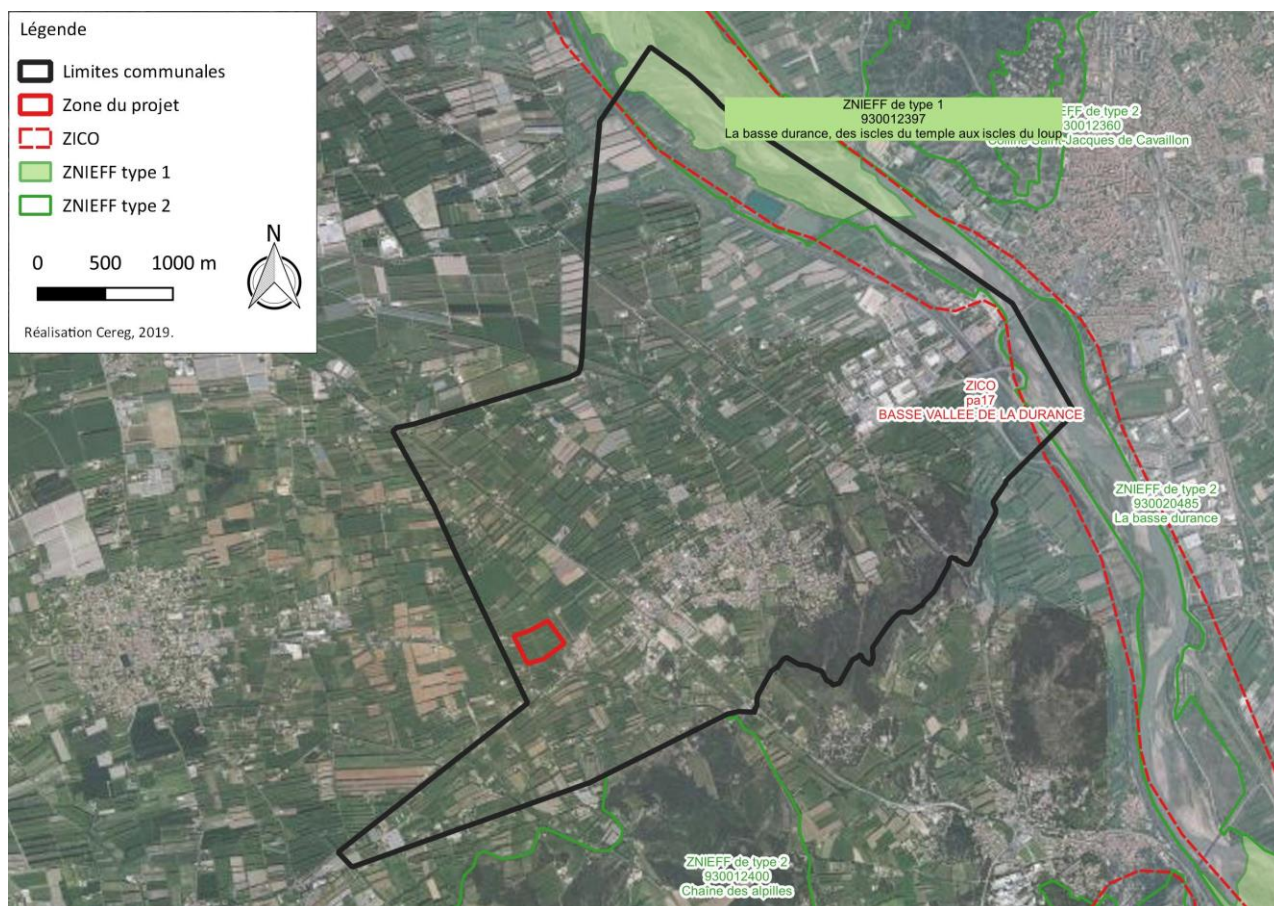 Légende
Limites communales
Zone du projet
ZICO
ZNIEFF type 1
ZNIEFF type 2
N
0 500 1000 m
Réalisation Cereg, 2019.
ZNIEFF de type 1
930012397
La basse durance, des iscles du temple aux iscles du loup
EF de type 2
30012360
Colline Saint-Jacques de Cavaillon
ZICO
pa17
BASSE VALLEE DE LA DURANCE
ZNIEFF de type 2
930020485
La basse durance
ZNIEFF de type 2
930012400
Chaîne des alpilles